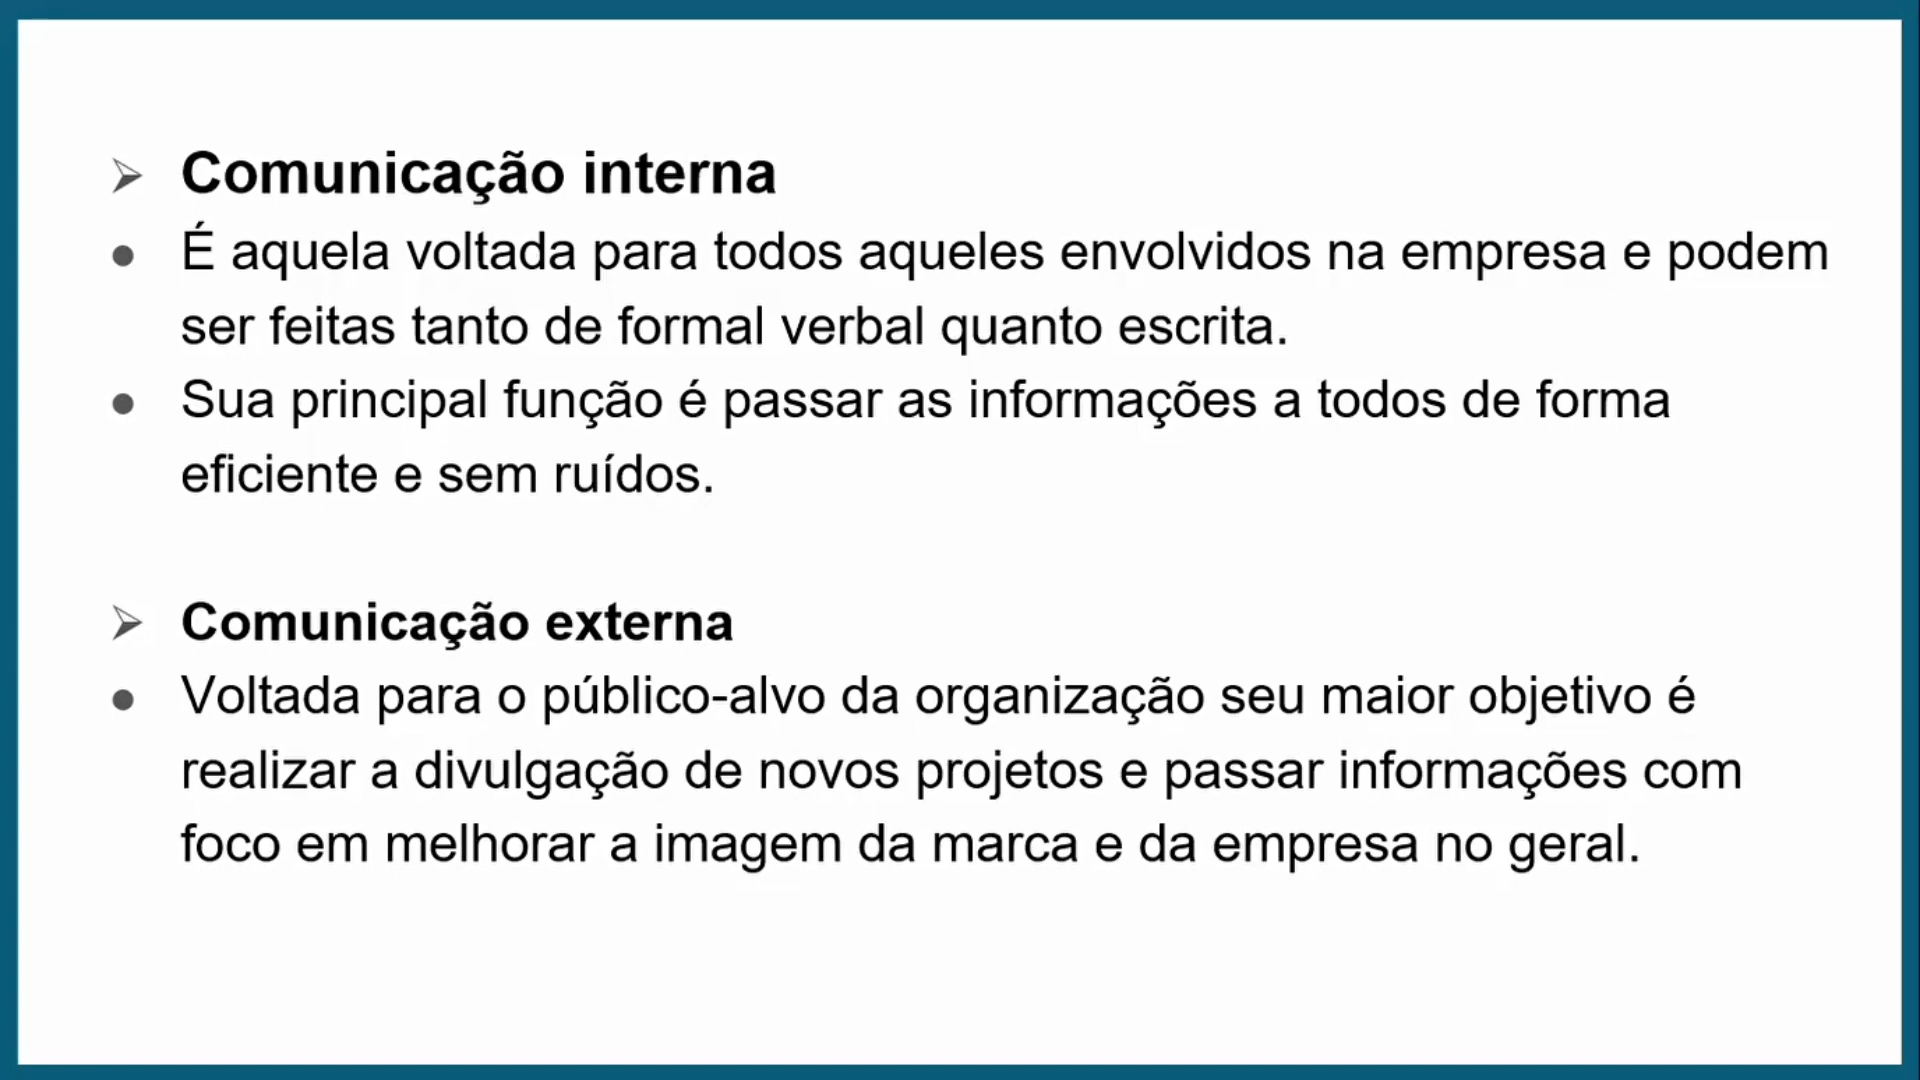 ➢ Comunicação interna
● É aquela voltada para todos aqueles envolvidos na empresa e podem
ser feitas tanto de formal verbal quanto escrita.
● Sua principal função é passar as informações a todos de forma
eficiente e sem ruídos.
➢ Comunicação externa
● Voltada para o público-alvo da organização seu maior objetivo é
realizar a divulgação de novos projetos e passar informações com
foco em melhorar a imagem da marca e da empresa no geral.